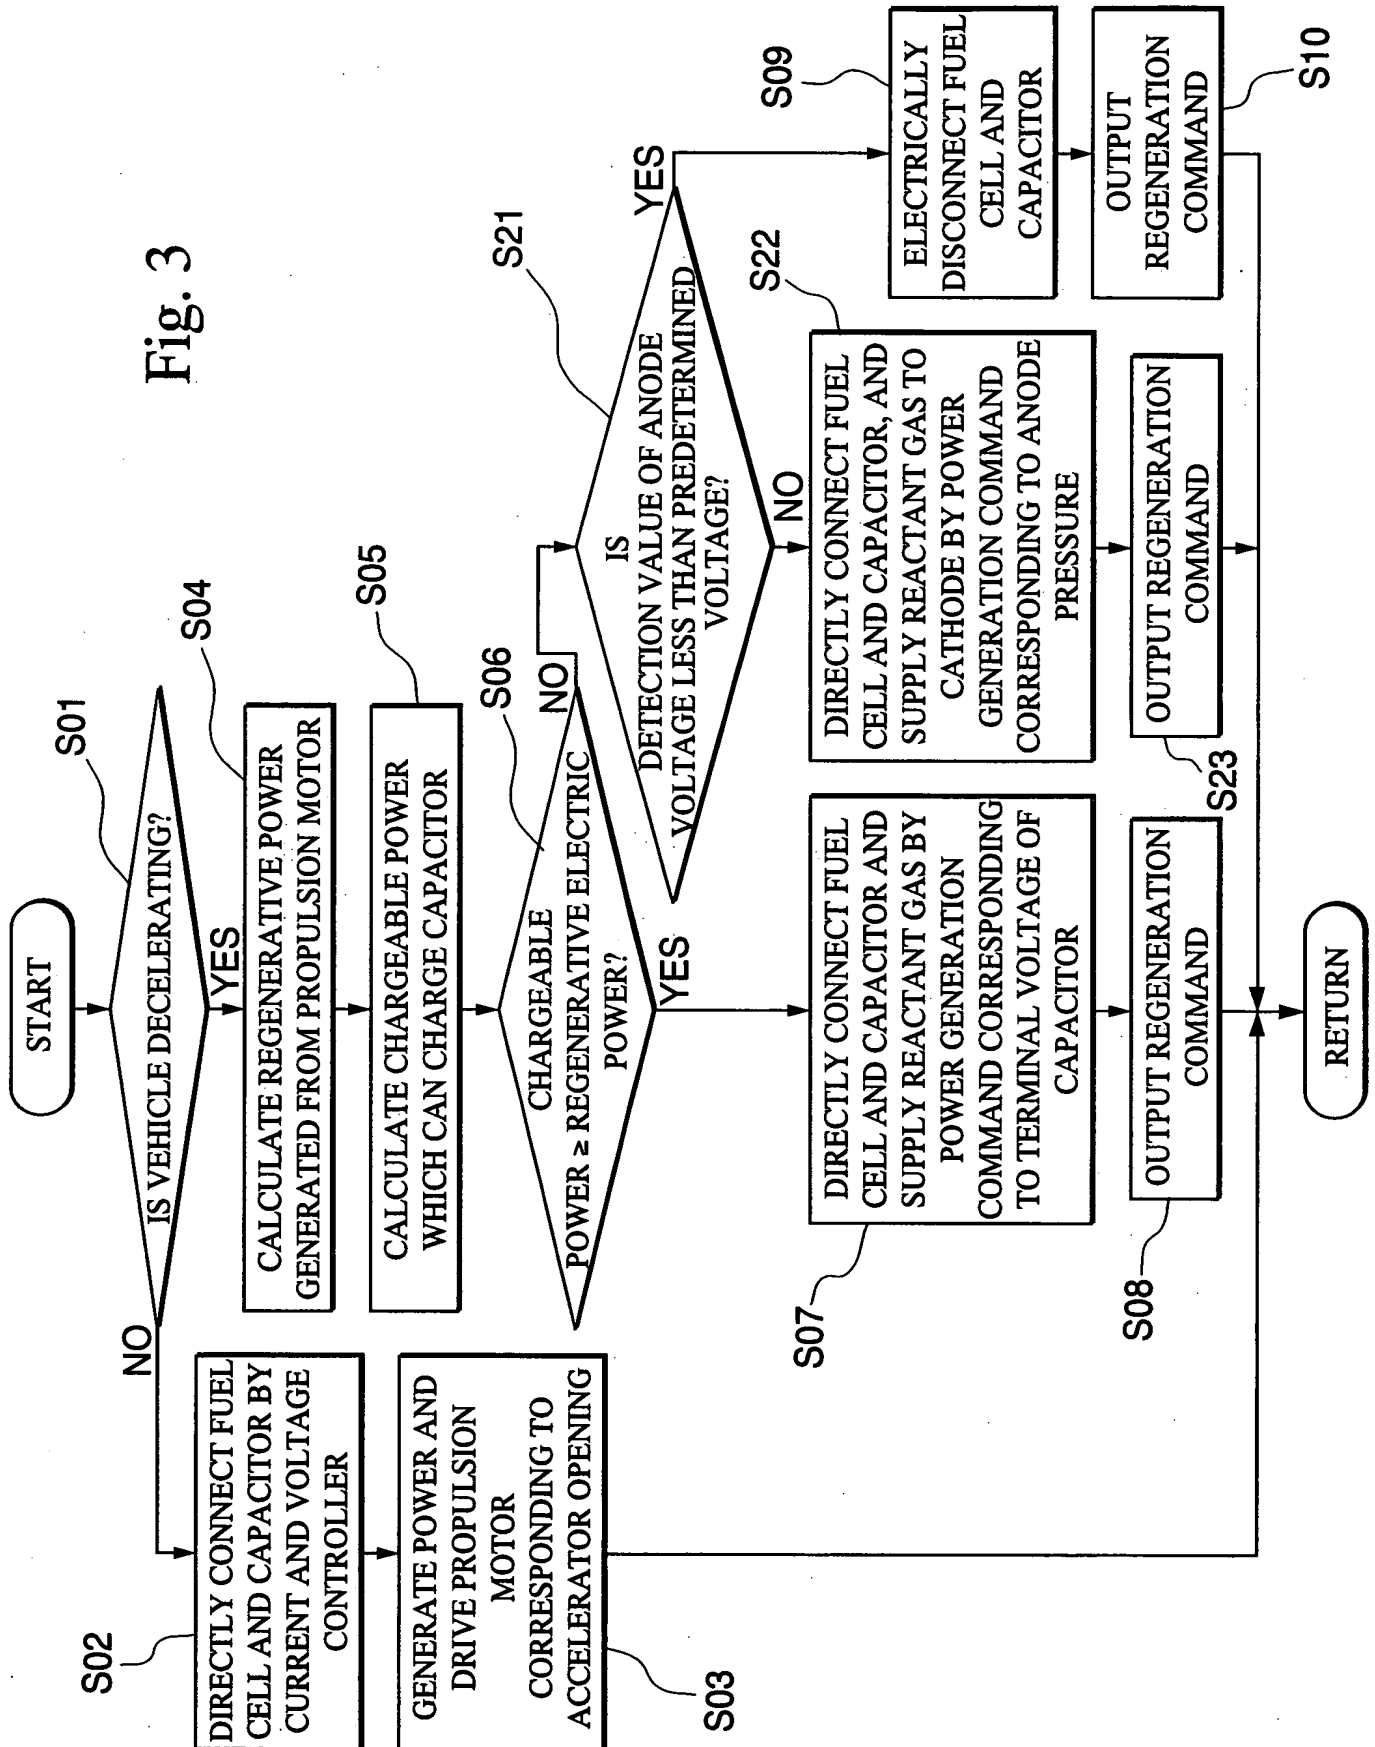 Fig. 3
START
S01
IS VEHICLE DECELERATING?
NO
YES
S02
DIRECTLY CONNECT FUEL
CELL AND CAPACITOR BY
CURRENT AND VOLTAGE
CONTROLLER
S03
GENERATE POWER AND
DRIVE PROPULSION
MOTOR
CORRESPONDING TO
ACCELERATOR OPENING
S04
CALCULATE REGENERATIVE POWER
GENERATED FROM PROPULSION MOTOR
S05
CALCULATE CHARGEABLE POWER
WHICH CAN CHARGE CAPACITOR
S06
CHARGEABLE
POWER ≥ REGENERATIVE ELECTRIC
POWER?
NO
YES
S07
DIRECTLY CONNECT FUEL
CELL AND CAPACITOR AND
SUPPLY REACTANT GAS BY
POWER GENERATION
COMMAND CORRESPONDING
TO TERMINAL VOLTAGE OF
CAPACITOR
S08
OUTPUT REGENERATION
COMMAND
S21
IS
DETECTION VALUE OF ANODE
VOLTAGE LESS THAN PREDETERMINED
VOLTAGE?
YES
NO
S22
DIRECTLY CONNECT FUEL
CELL AND CAPACITOR, AND
SUPPLY REACTANT GAS TO
CATHODE BY POWER
GENERATION COMMAND
CORRESPONDING TO ANODE
PRESSURE
S23
OUTPUT REGENERATION
COMMAND
S09
ELECTRICALLY
DISCONNECT FUEL
CELL AND
CAPACITOR
S10
OUTPUT
REGENERATION
COMMAND
RETURN